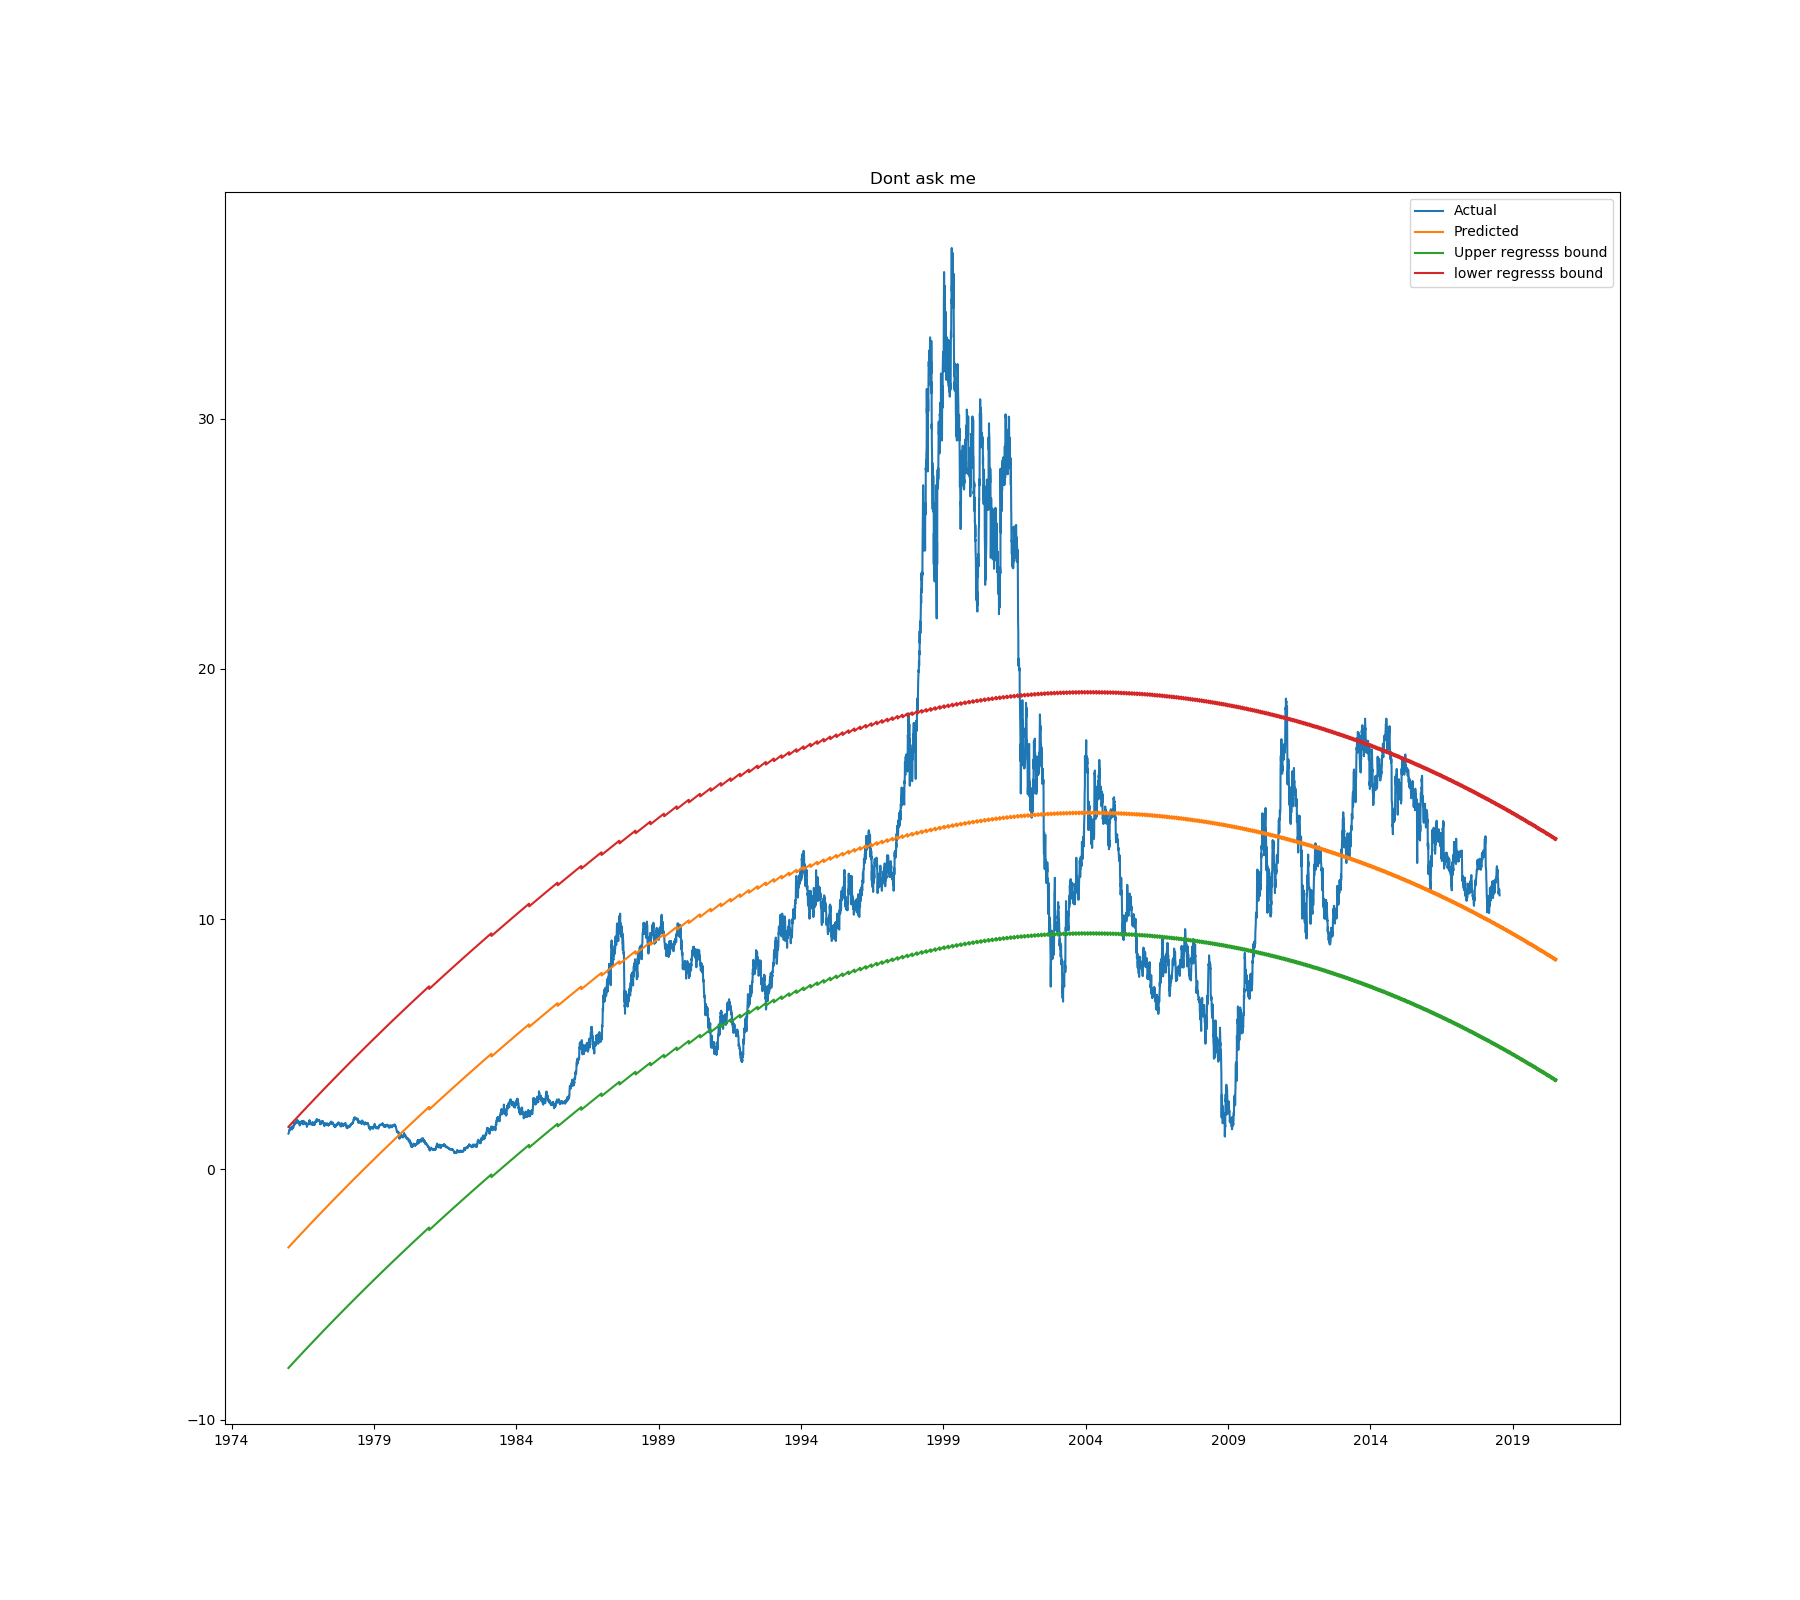 Dont ask me
Actual
Predicted
Upper regresss bound
lower regresss bound
30
20
10
0
−10
1974 1979 1984 1989 1994 1999 2004 2009 2014 2019